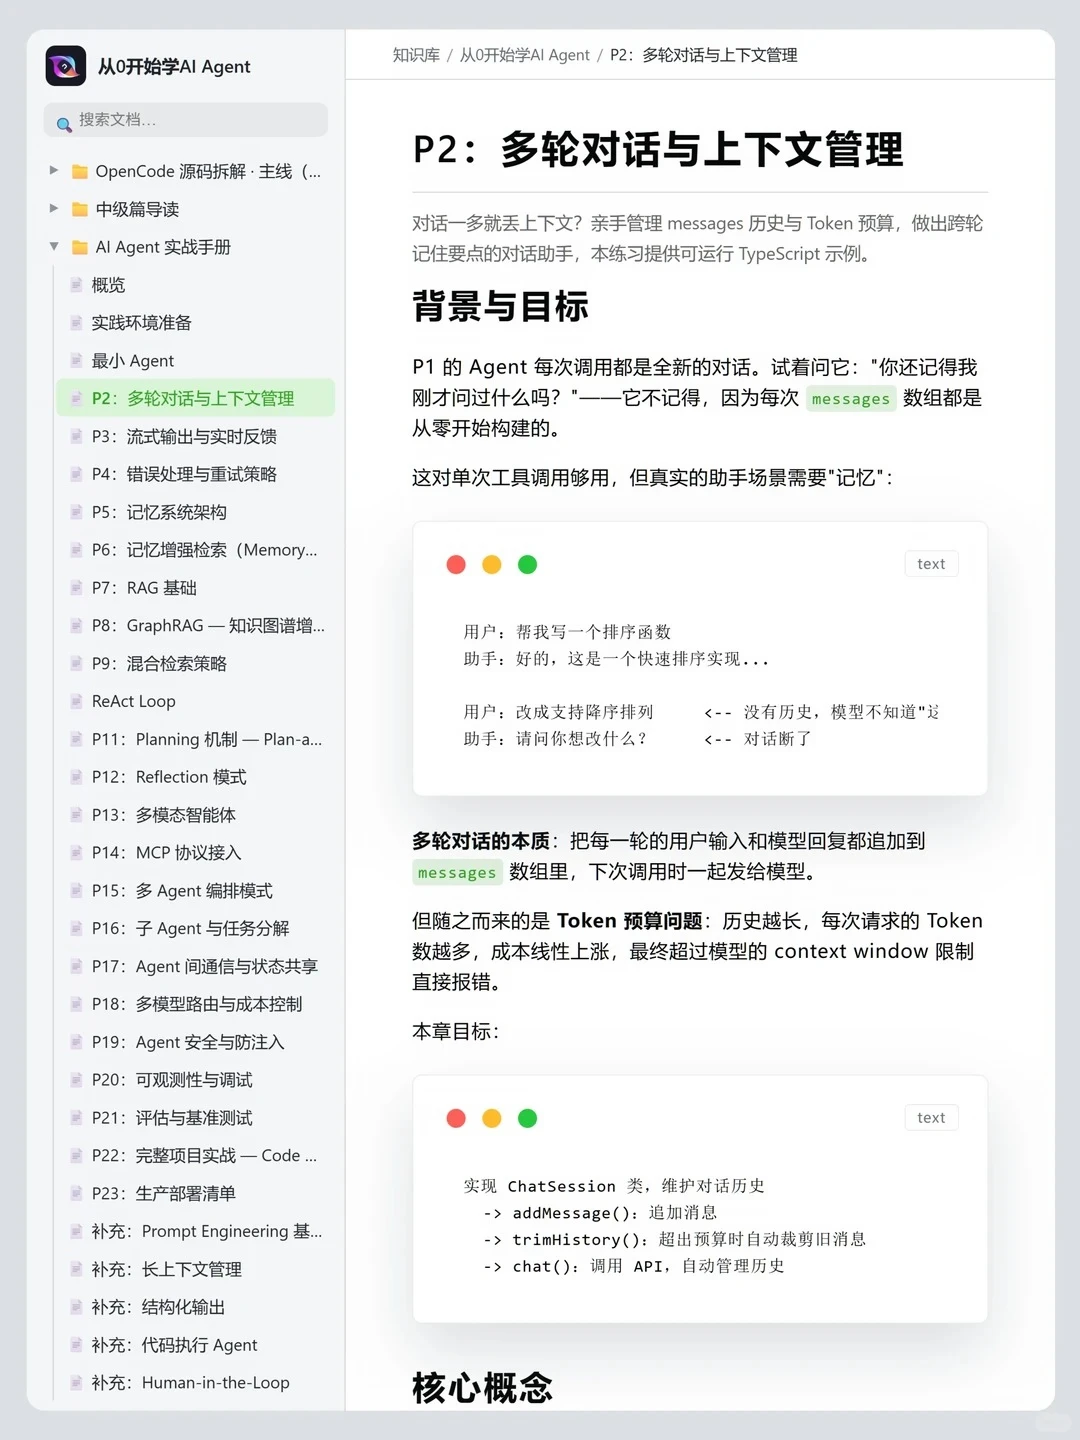 从0开始学AI Agent
搜索文档...
OpenCode 源码拆解 · 主线（...
中级篇导读
AI Agent 实战手册
概览
实践环境准备
最小 Agent
P2：多轮对话与上下文管理
P3：流式输出与实时反馈
P4：错误处理与重试策略
P5：记忆系统架构
P6：记忆增强检索（Memory...
P7：RAG 基础
P8：GraphRAG — 知识图谱增...
P9：混合检索策略
ReAct Loop
P11：Planning 机制 — Plan-a...
P12：Reflection 模式
P13：多模态智能体
P14：MCP 协议接入
P15：多 Agent 编排模式
P16：子 Agent 与任务分解
P17：Agent 间通信与状态共享
P18：多模型路由与成本控制
P19：Agent 安全与防注入
P20：可观测性与调试
P21：评估与基准测试
P22：完整项目实战 — Code ...
P23：生产部署清单
补充：Prompt Engineering 基...
补充：长上下文管理
补充：结构化输出
补充：代码执行 Agent
补充：Human-in-the-Loop
知识库 / 从0开始学AI Agent / P2：多轮对话与上下文管理
P2：多轮对话与上下文管理
对话一多就丢上下文？亲手管理 messages 历史与 Token 预算，做出跨轮
记住要点的对话助手，本练习提供可运行 TypeScript 示例。
背景与目标
P1 的 Agent 每次调用都是全新的对话。试着问它："你还记得我
刚才问过什么吗？"——它不记得，因为每次 messages 数组都是
从零开始构建的。
这对单次工具调用够用，但真实的助手场景需要"记忆"：
text
用户：帮我写一个排序函数
助手：好的，这是一个快速排序实现...
用户：改成支持降序排列 <-- 没有历史，模型不知道"这
助手：请问你想改什么？ <-- 对话断了
多轮对话的本质：把每一轮的用户输入和模型回复都追加到
messages 数组里，下次调用时一起发给模型。
但随之而来的是 Token 预算问题：历史越长，每次请求的 Token
数越多，成本线性上涨，最终超过模型的 context window 限制
直接报错。
本章目标：
text
实现 ChatSession 类，维护对话历史
-> addMessage()：追加消息
-> trimHistory()：超出预算时自动裁剪旧消息
-> chat()：调用 API，自动管理历史
核心概念